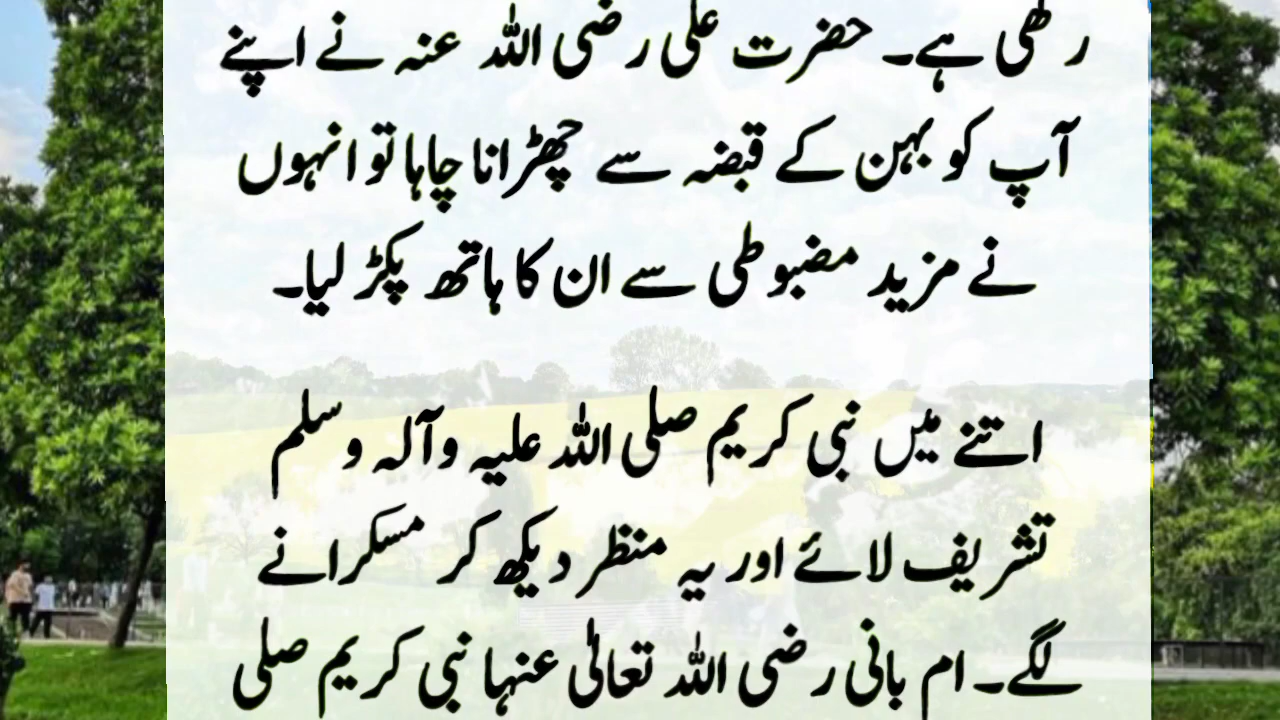 رکھی ہے۔ حضرت علی رضی اللہ عنہ نے اپنے
آپ کو بہن کے قبضہ سے چھڑانا چاہا تو انہوں
نے مزید مضبوطی سے ان کا ہاتھ پکڑ لیا۔
اتنے میں نبی کریم صلی اللہ علیہ وآلہ وسلم
تشریف لائے اور یہ منظر دیکھ کر مسکرانے
لگے۔ ام ہانی رضی اللہ تعالٰی عنہا نبی کریم صلی